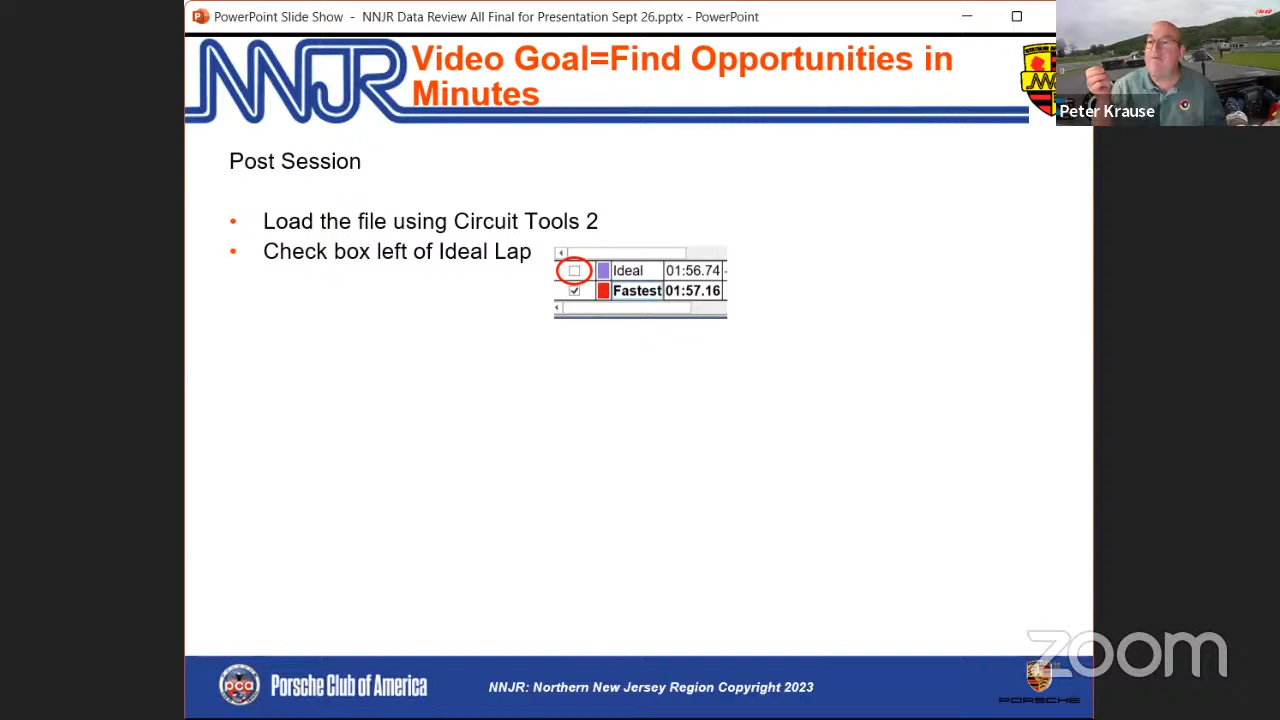 PowerPoint Slide Show - NNJR Data Review All Final for Presentation Sept 26.pptx - PowerPoint
NNJR
Video Goal=Find Opportunities in
Minutes
Peter Krause
Post Session
• Load the file using Circuit Tools 2
• Check box left of Ideal Lap
Ideal 01:56.74
Fastest 01:57.16
zoom
pca Porsche Club of America
NNJR: Northern New Jersey Region Copyright 2023
PORSCHE